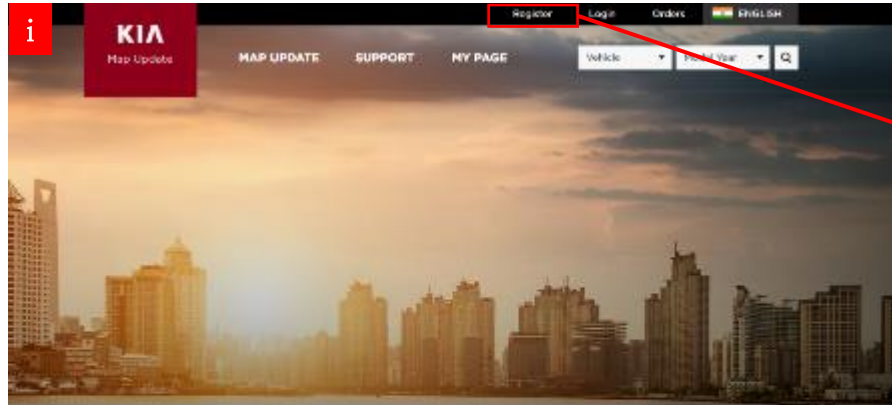 i
Register Login Orders ENGLISH
KIA
Map Update
MAP UPDATE SUPPORT MY PAGE
Vehicle Model Year